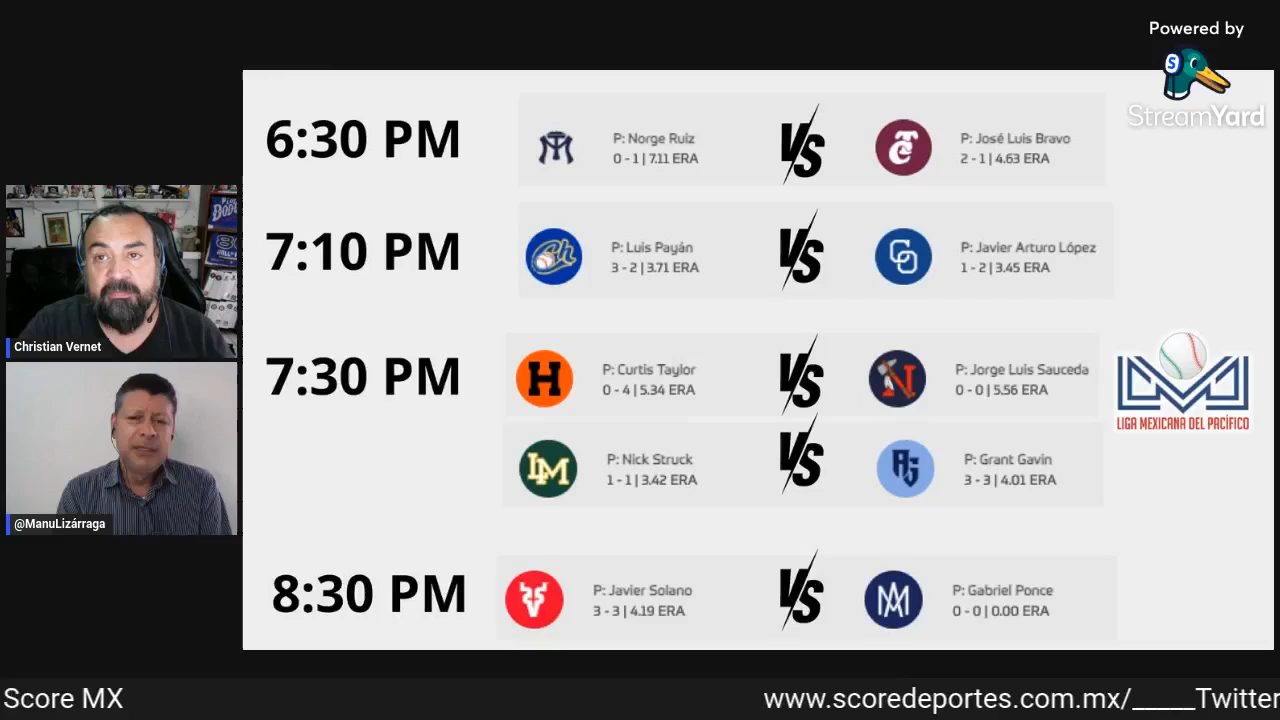 Powered by
StreamYard
6:30 PM
P: Norge Ruiz
0 - 1 | 7.11 ERA
VS
P: José Luis Bravo
2 - 1 | 4.63 ERA
7:10 PM
P: Luis Payán
3 - 2 | 3.71 ERA
VS
P: Javier Arturo López
1 - 2 | 3.45 ERA
7:30 PM
H
P: Curtis Taylor
0 - 4 | 5.34 ERA
VS
N
P: Jorge Luis Sauceda
0 - 0 | 5.56 ERA
LM
P: Nick Struck
1 - 1 | 3.42 ERA
VS
AG
P: Grant Gavin
3 - 3 | 4.01 ERA
LIGA MEXICANA DEL PACÍFICO
8:30 PM
P: Javier Solano
3 - 3 | 4.19 ERA
VS
P: Gabriel Ponce
0 - 0 | 0.00 ERA
Christian Vernet
@ManuLizárraga
Score MX
www.scoredeportes.com.mx/_____Twitter